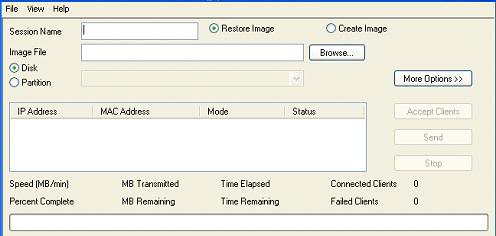 File View Help
Session Name Restore Image Create Image
Image File Browse...
Disk
Partition More Options >>
IP Address MAC Address Mode Status
Accept Clients
Send
Stop
Speed (MB/min) MB Transmitted Time Elapsed Connected Clients 0
Percent Complete MB Remaining Time Remaining Failed Clients 0